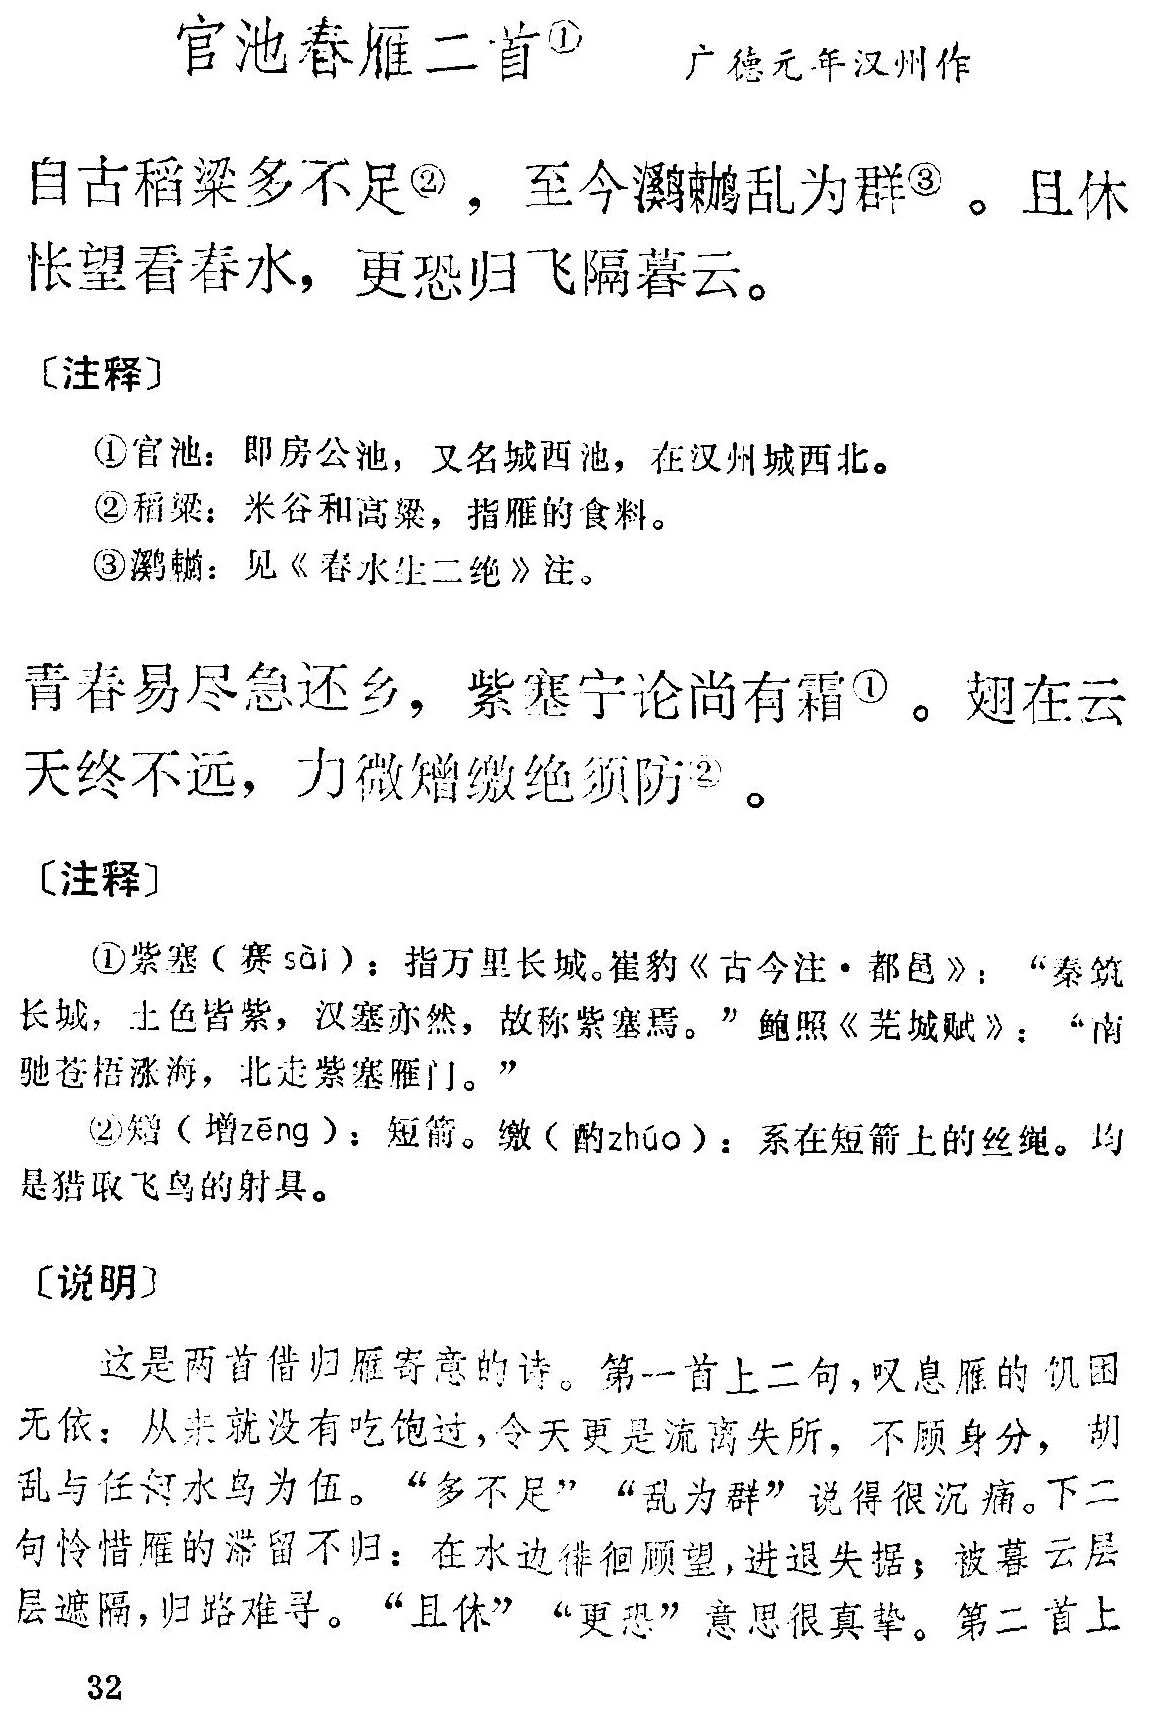 官池春雁二首① 广德元年汉州作
自古稻梁多不足②，至今㶉鶒乱为群③。且休
怅望看春水，更恐归飞隔暮云。
〔注释〕
①官池：即房公池，又名城西池，在汉州城西北。
②稻梁：米谷和高粱，指雁的食料。
③㶉鶒：见《春水生二绝》注。
青春易尽急还乡，紫塞宁论尚有霜①。翅在云
天终不远，力微矰缴绝须防②。
〔注释〕
①紫塞（赛sài）：指万里长城。崔豹《古今注·都邑》：“秦筑
长城，土色皆紫，汉塞亦然，故称紫塞焉。”鲍照《芜城赋》：“南
驰苍梧涨海，北走紫塞雁门。”
②矰（增zēng）：短箭。缴（酌zhúo）：系在短箭上的丝绳。均
是猎取飞鸟的射具。
〔说明〕
这是两首借归雁寄意的诗。第一首上二句，叹息雁的饥困
无依：从来就没有吃饱过，今天更是流离失所，不顾身分，胡
乱与任何水鸟为伍。“多不足”“乱为群”说得很沉痛。下二
句怜惜雁的滞留不归：在水边徘徊顾望，进退失据；被暮云层
层遮隔，归路难寻。“且休”“更恐”意思很真挚。第二首上
32